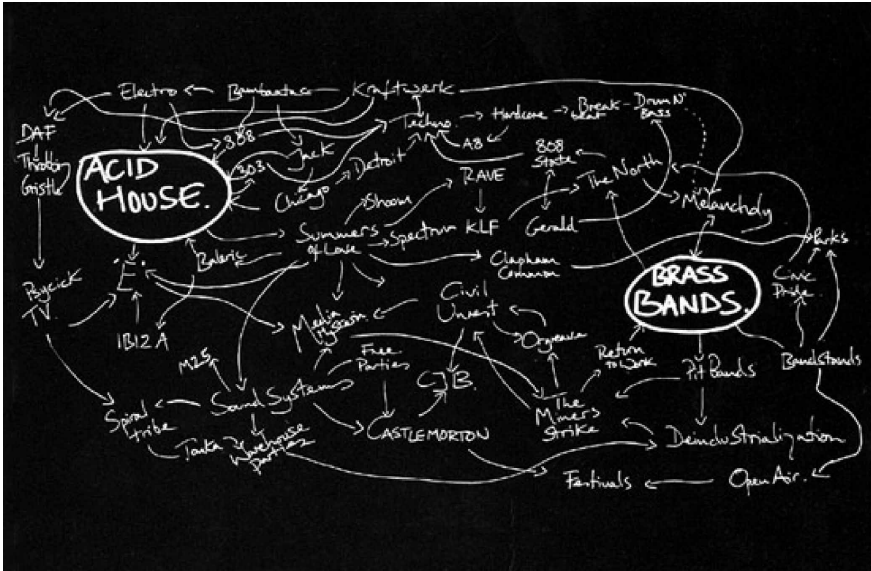 Electro
Bambaataa
Kraftwerk
DAF
808
Techno.
Hardcore
Break
beat
Drum N'
Bass
Throbbing
Gristle
ACID
HOUSE.
303
Jack
A8
808
State
Detroit
Chicago
Shoom
RAVE
The North
Melancholy
Summers
of Love
Spectrum
KLF
Gerald
Parks
Balearic
Clapham
Common
BRASS
BANDS.
Civic
Pride
'E'.
Psychick
TV.
IBIZA
Media
Hysteria
Civil
Unrest
Orgreave
Return
to Work
Pit Bands
Bandstands
M25
Free
Parties
CJB.
Sound Systems
The
Miners
Strike
Spiral
tribe
Tonka
Warehouse
parties
CASTLEMORTON
Deindustrialization
Festivals
Open Air.